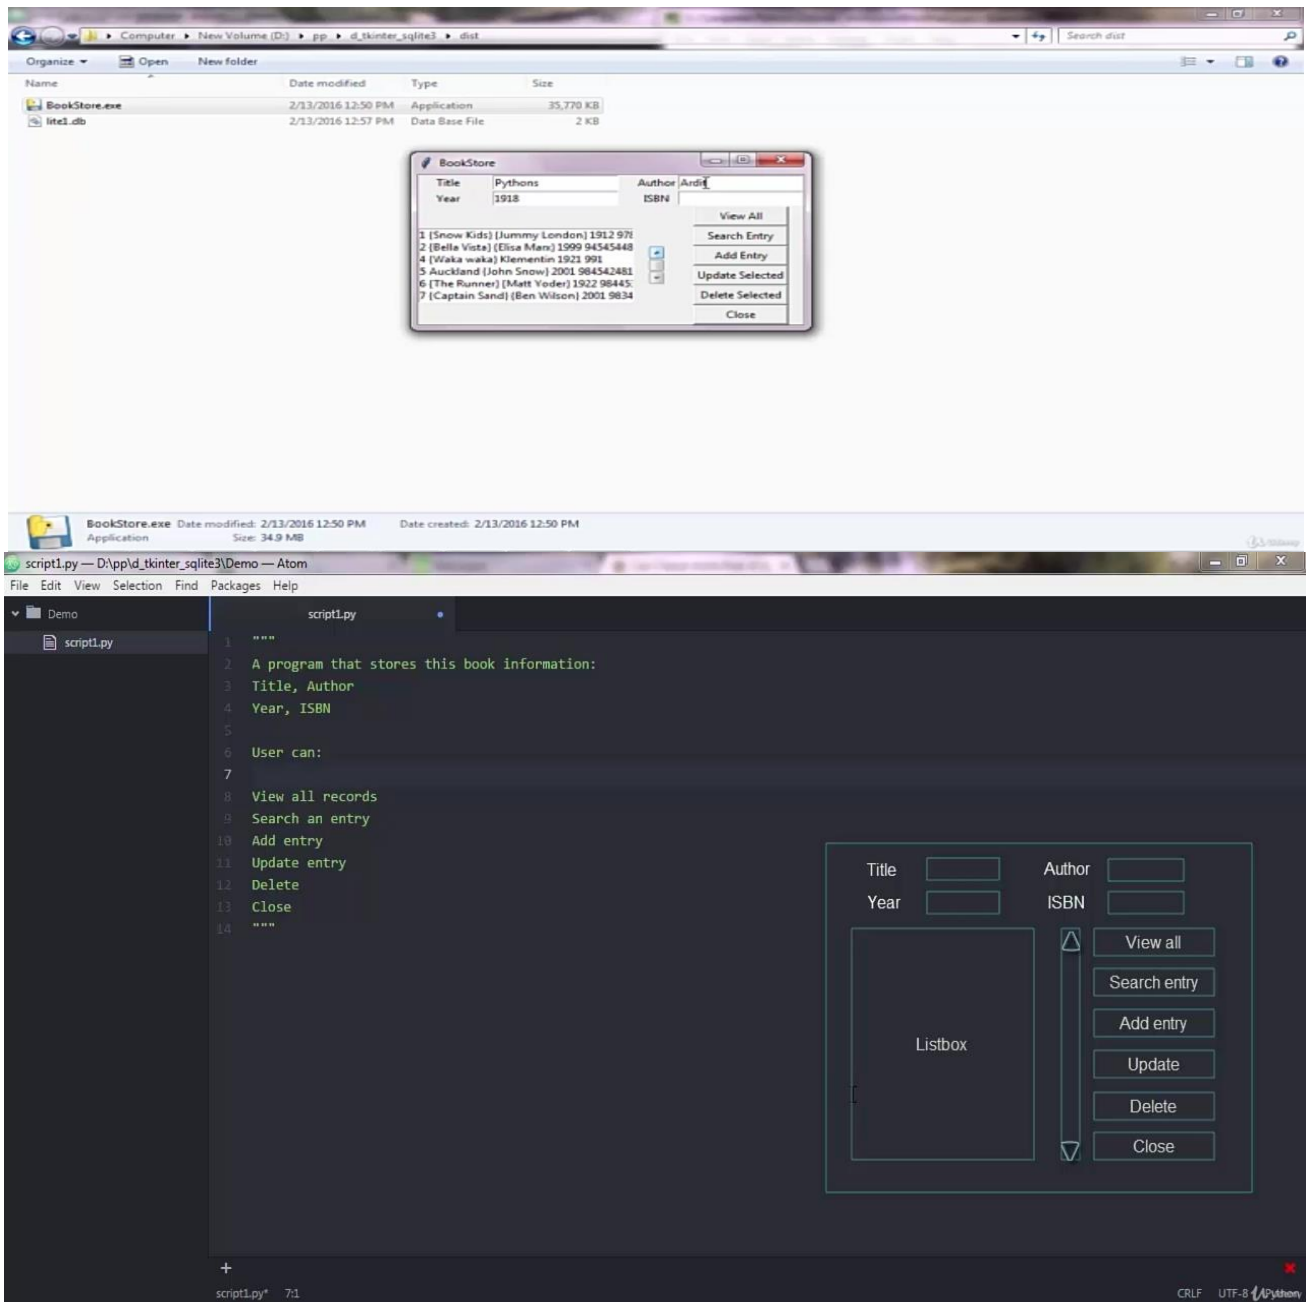 Computer New Volume (D:) pp d_tkinter_sqlite3 dist Search dist
Organize Open New folder
Name Date modified Type Size
BookStore.exe 2/13/2016 12:50 PM Application 35,770 KB
lite1.db 2/13/2016 12:57 PM Data Base File 2 KB
BookStore
Title Pythons Author Ardit
Year 1918 ISBN
View All
1 {Snow Kids} {Jummy London} 1912 978
Search Entry
2 {Bella Vista} {Elisa Marx} 1999 94545448
Add Entry
4 {Waka waka} Klementin 1921 991
5 Auckland {John Snow} 2001 984542481
Update Selected
6 {The Runner} {Matt Yoder} 1922 98445:
7 {Captain Sand} {Ben Wilson} 2001 9834
Delete Selected
Close
BookStore.exe Date modified: 2/13/2016 12:50 PM Date created: 2/13/2016 12:50 PM
Application Size: 34.9 MB
script1.py — D:\pp\d_tkinter_sqlite3\Demo — Atom
File Edit View Selection Find Packages Help
Demo script1.py
script1.py
1 """
2 A program that stores this book information:
3 Title, Author
4 Year, ISBN
5
6 User can:
7
8 View all records
9 Search an entry
10 Add entry
11 Update entry
12 Delete
13 Close
14 """
Title Author
Year ISBN
View all
Search entry
Add entry
Listbox
Update
Delete
Close
script1.py* 7:1 CRLF UTF-8 Python